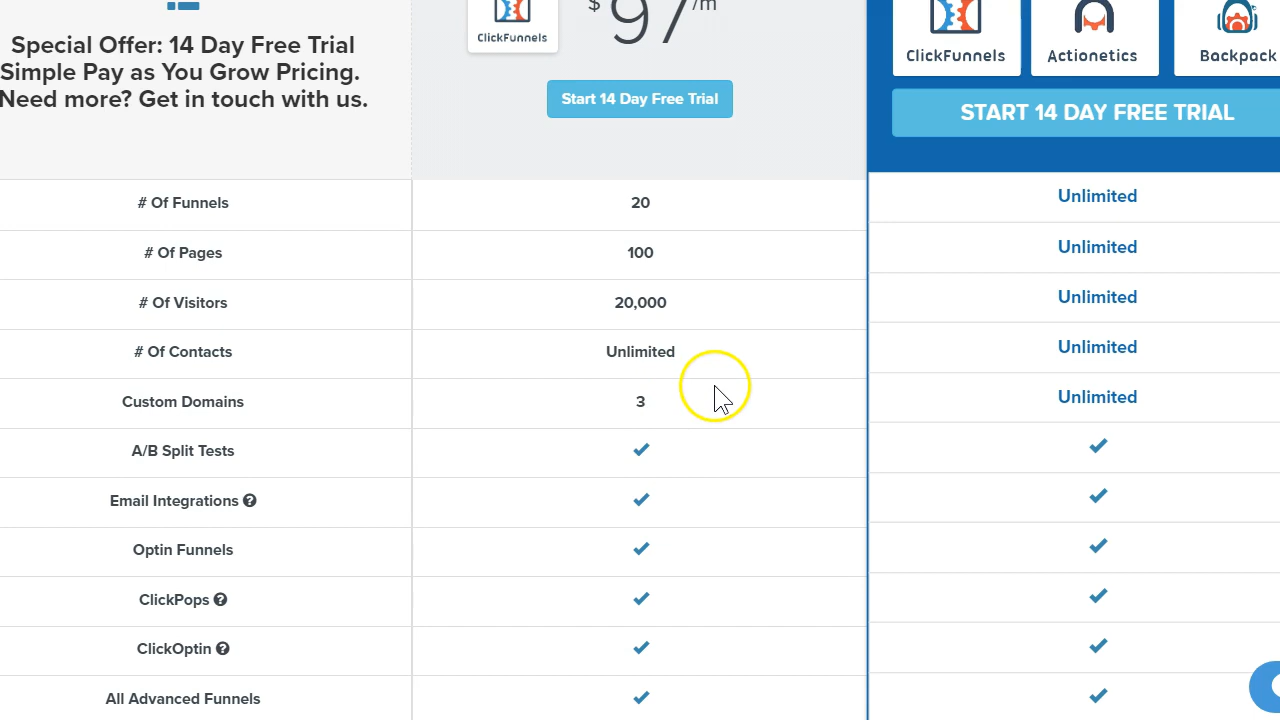 Special Offer: 14 Day Free Trial
Simple Pay as You Grow Pricing.
Need more? Get in touch with us.
ClickFunnels
$97/m
Start 14 Day Free Trial
ClickFunnels Actionetics Backpack
START 14 DAY FREE TRIAL
# Of Funnels 20 Unlimited
# Of Pages 100 Unlimited
# Of Visitors 20,000 Unlimited
# Of Contacts Unlimited Unlimited
Custom Domains 3 Unlimited
A/B Split Tests
Email Integrations ?
Optin Funnels
ClickPops ?
ClickOptin ?
All Advanced Funnels